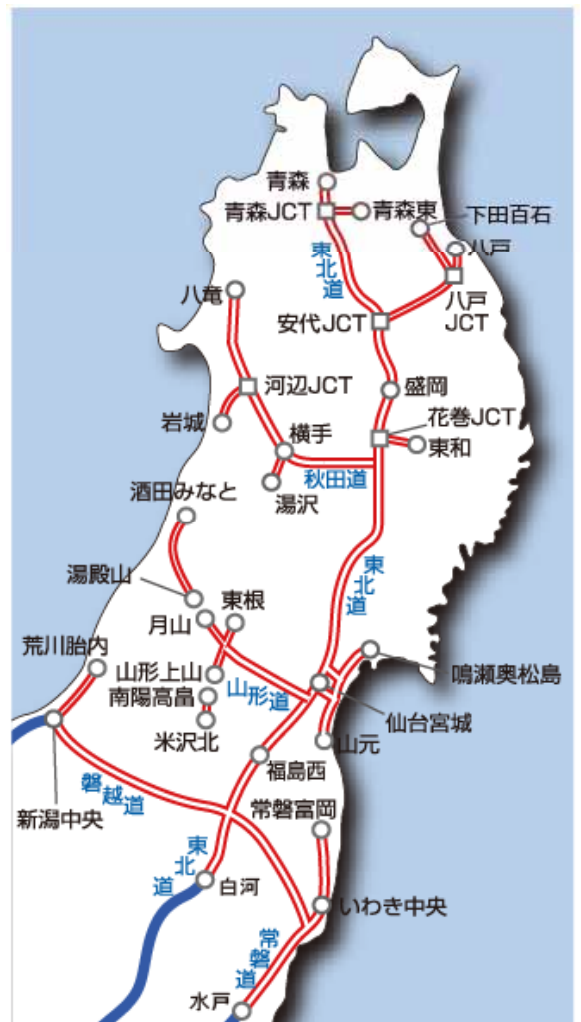 青森
青森JCT
青森東
下田百石
東北道
八戸
八竜
八戸
JCT
安代JCT
河辺JCT
盛岡
花巻JCT
岩城
横手
東和
秋田道
酒田みなと
湯沢
東北道
湯殿山
東根
月山
荒川胎内
鳴瀬奥松島
山形上山
山形道
南陽高畠
仙台宮城
米沢北
山元
福島西
磐越道
常磐富岡
新潟中央
東北道
白河
いわき中央
常磐道
水戸